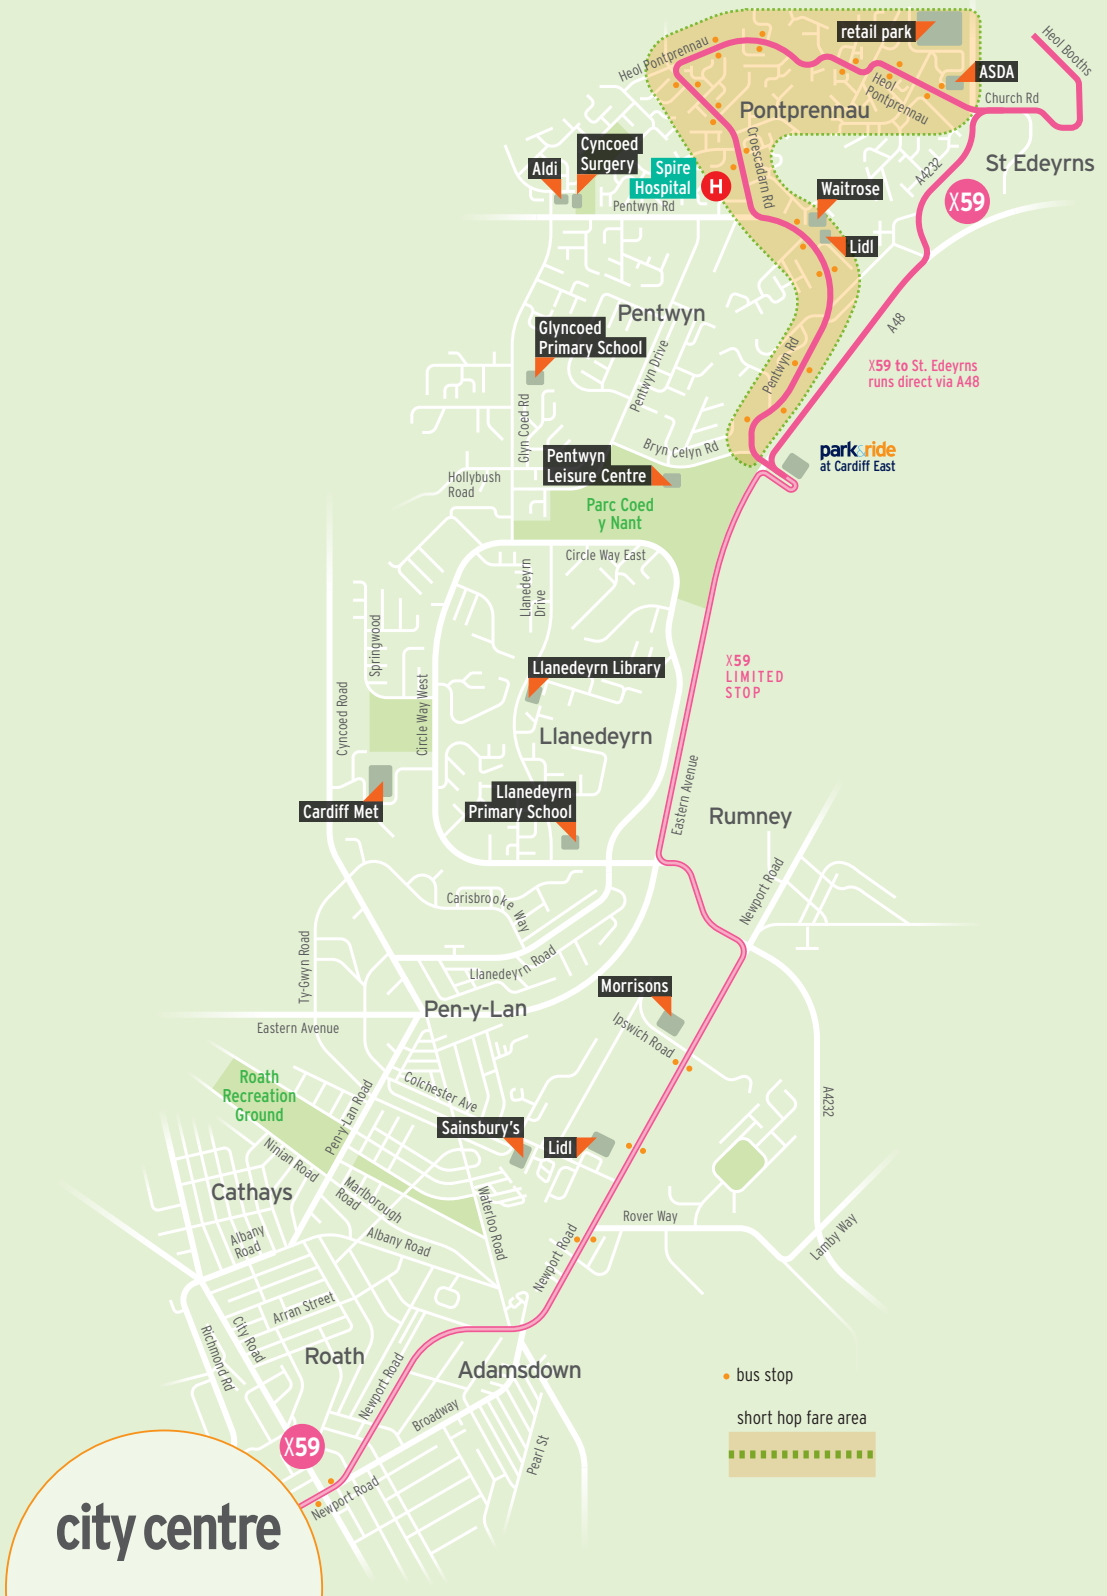 retail park
Heol Booths
Heol Pontprennau
ASDA
Heol
Pontprennau
Church Rd
Pontprennau
Cyncoed
Surgery
Aldi
Spire
Hospital
H
Croescadarn Rd
A4232
St Edeyrns
X59
Waitrose
Pentwyn Rd
Lidl
Pentwyn
A48
Glyncoed
Primary School
Pentwyn Drive
Pentwyn Rd
X59 to St. Edeyrns
runs direct via A48
Glyn Coed Rd
Bryn Celyn Rd
park&ride
at Cardiff East
Pentwyn
Leisure Centre
Hollybush
Road
Parc Coed
y Nant
Circle Way East
Llanedeyrn
Drive
Springwood
Llanedeyrn Library
X59
LIMITED
STOP
Cyncoed Road
Circle Way West
Llanedeyrn
Eastern Avenue
Llanedeyrn
Primary School
Cardiff Met
Rumney
Newport Road
Carisbrooke Way
Ty-Gwyn Road
Llanedeyrn Road
Morrisons
Pen-y-Lan
Eastern Avenue
Ipswich Road
Roath
Recreation
Ground
Colchester Ave
A4232
Pen-y-Lan Road
Sainsbury's
Lidl
Ninian Road
Cathays
Marlborough
Road
Waterloo Road
Rover Way
Lamby Way
Albany
Road
Albany Road
Newport Road
Arran Street
City Road
Richmond Rd
Roath
Adamsdown
Newport Road
bus stop
Broadway
short hop fare area
Pearl St
X59
Newport Road
city centre